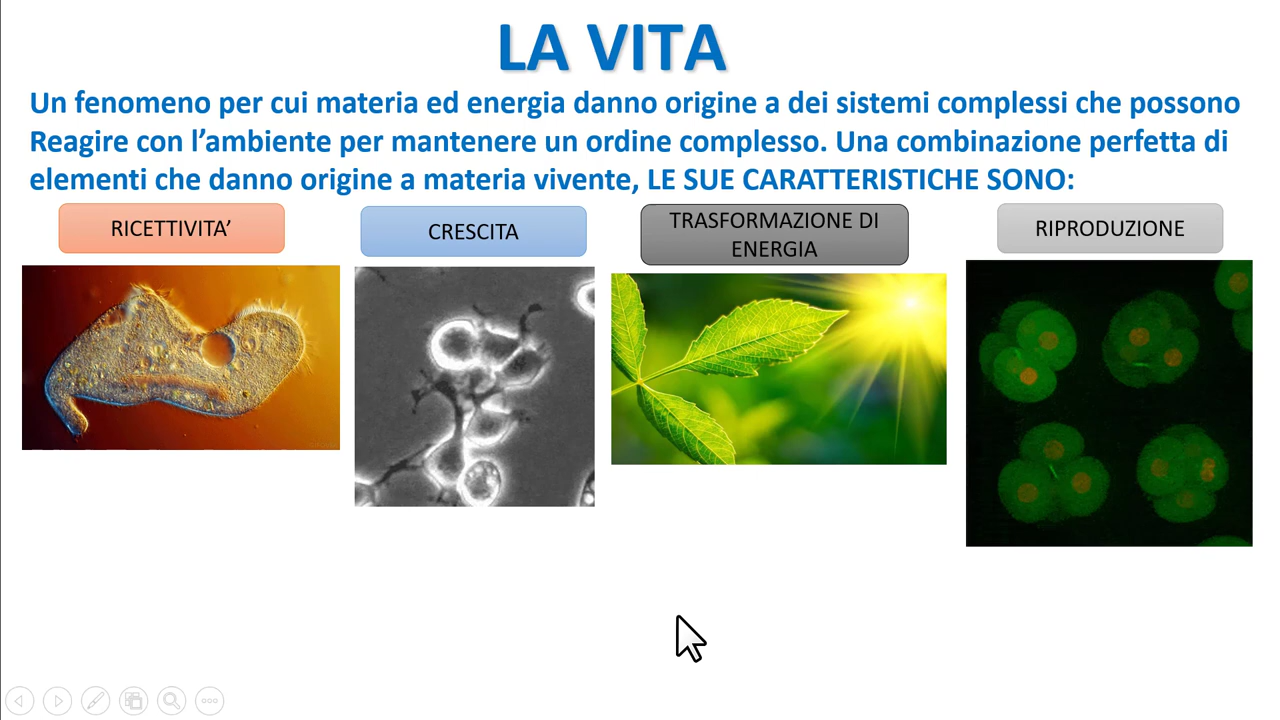 LA VITA
Un fenomeno per cui materia ed energia danno origine a dei sistemi complessi che possono
Reagire con l’ambiente per mantenere un ordine complesso. Una combinazione perfetta di
elementi che danno origine a materia vivente, LE SUE CARATTERISTICHE SONO:
RICETTIVITA’
CRESCITA
TRASFORMAZIONE DI
ENERGIA
RIPRODUZIONE